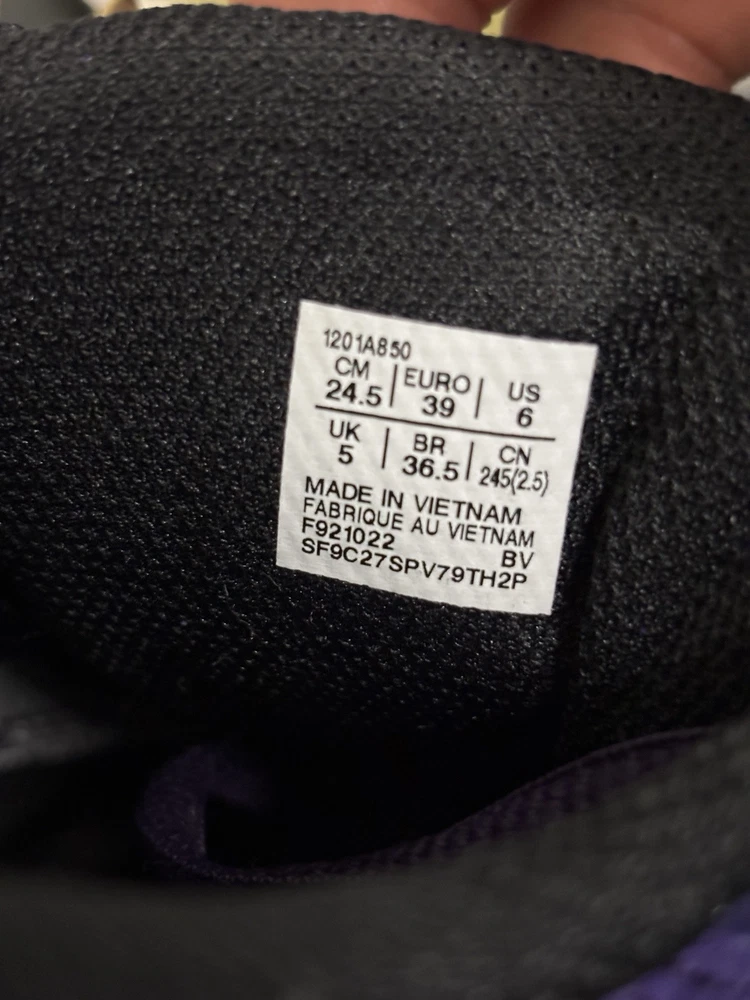 1201A850
CM | EURO | US
24.5 | 39 | 6
UK | BR | CN
5 | 36.5 | 245(2.5)
MADE IN VIETNAM
FABRIQUE AU VIETNAM
F921022 BV
SF9C27SPV79TH2P